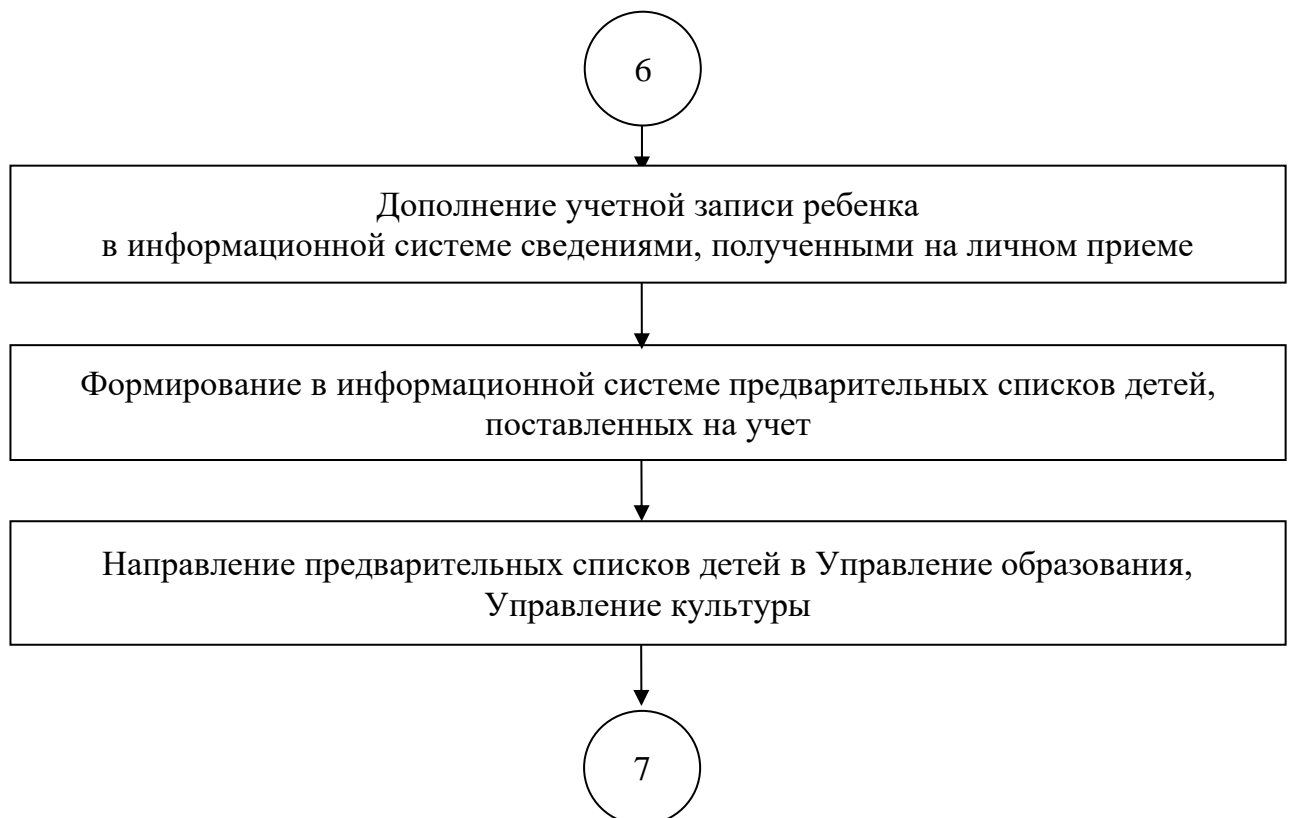 6
Дополнение учетной записи ребенка
в информационной системе сведениями, полученными на личном приеме
Формирование в информационной системе предварительных списков детей,
поставленных на учет
Направление предварительных списков детей в Управление образования,
Управление культуры
7